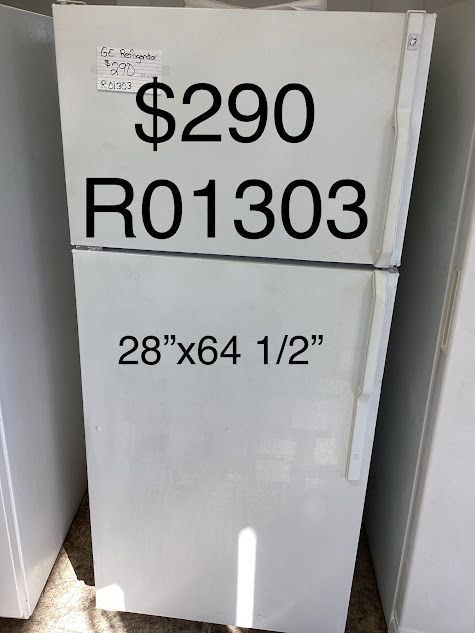 GE Refrigerator
$290
R01303
$290
R01303
28”x64 1/2”